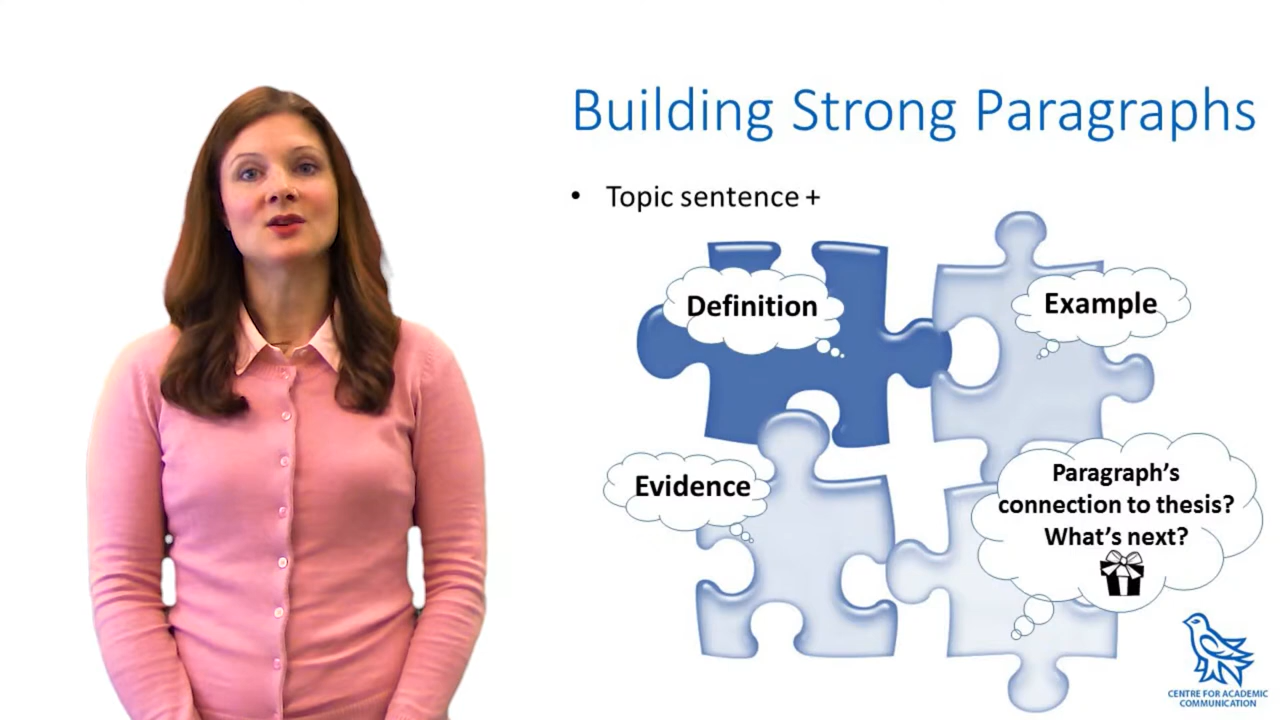 Building Strong Paragraphs
• Topic sentence +
Definition
Example
Evidence
Paragraph's
connection to thesis?
What's next?
CENTRE FOR ACADEMIC
COMMUNICATION